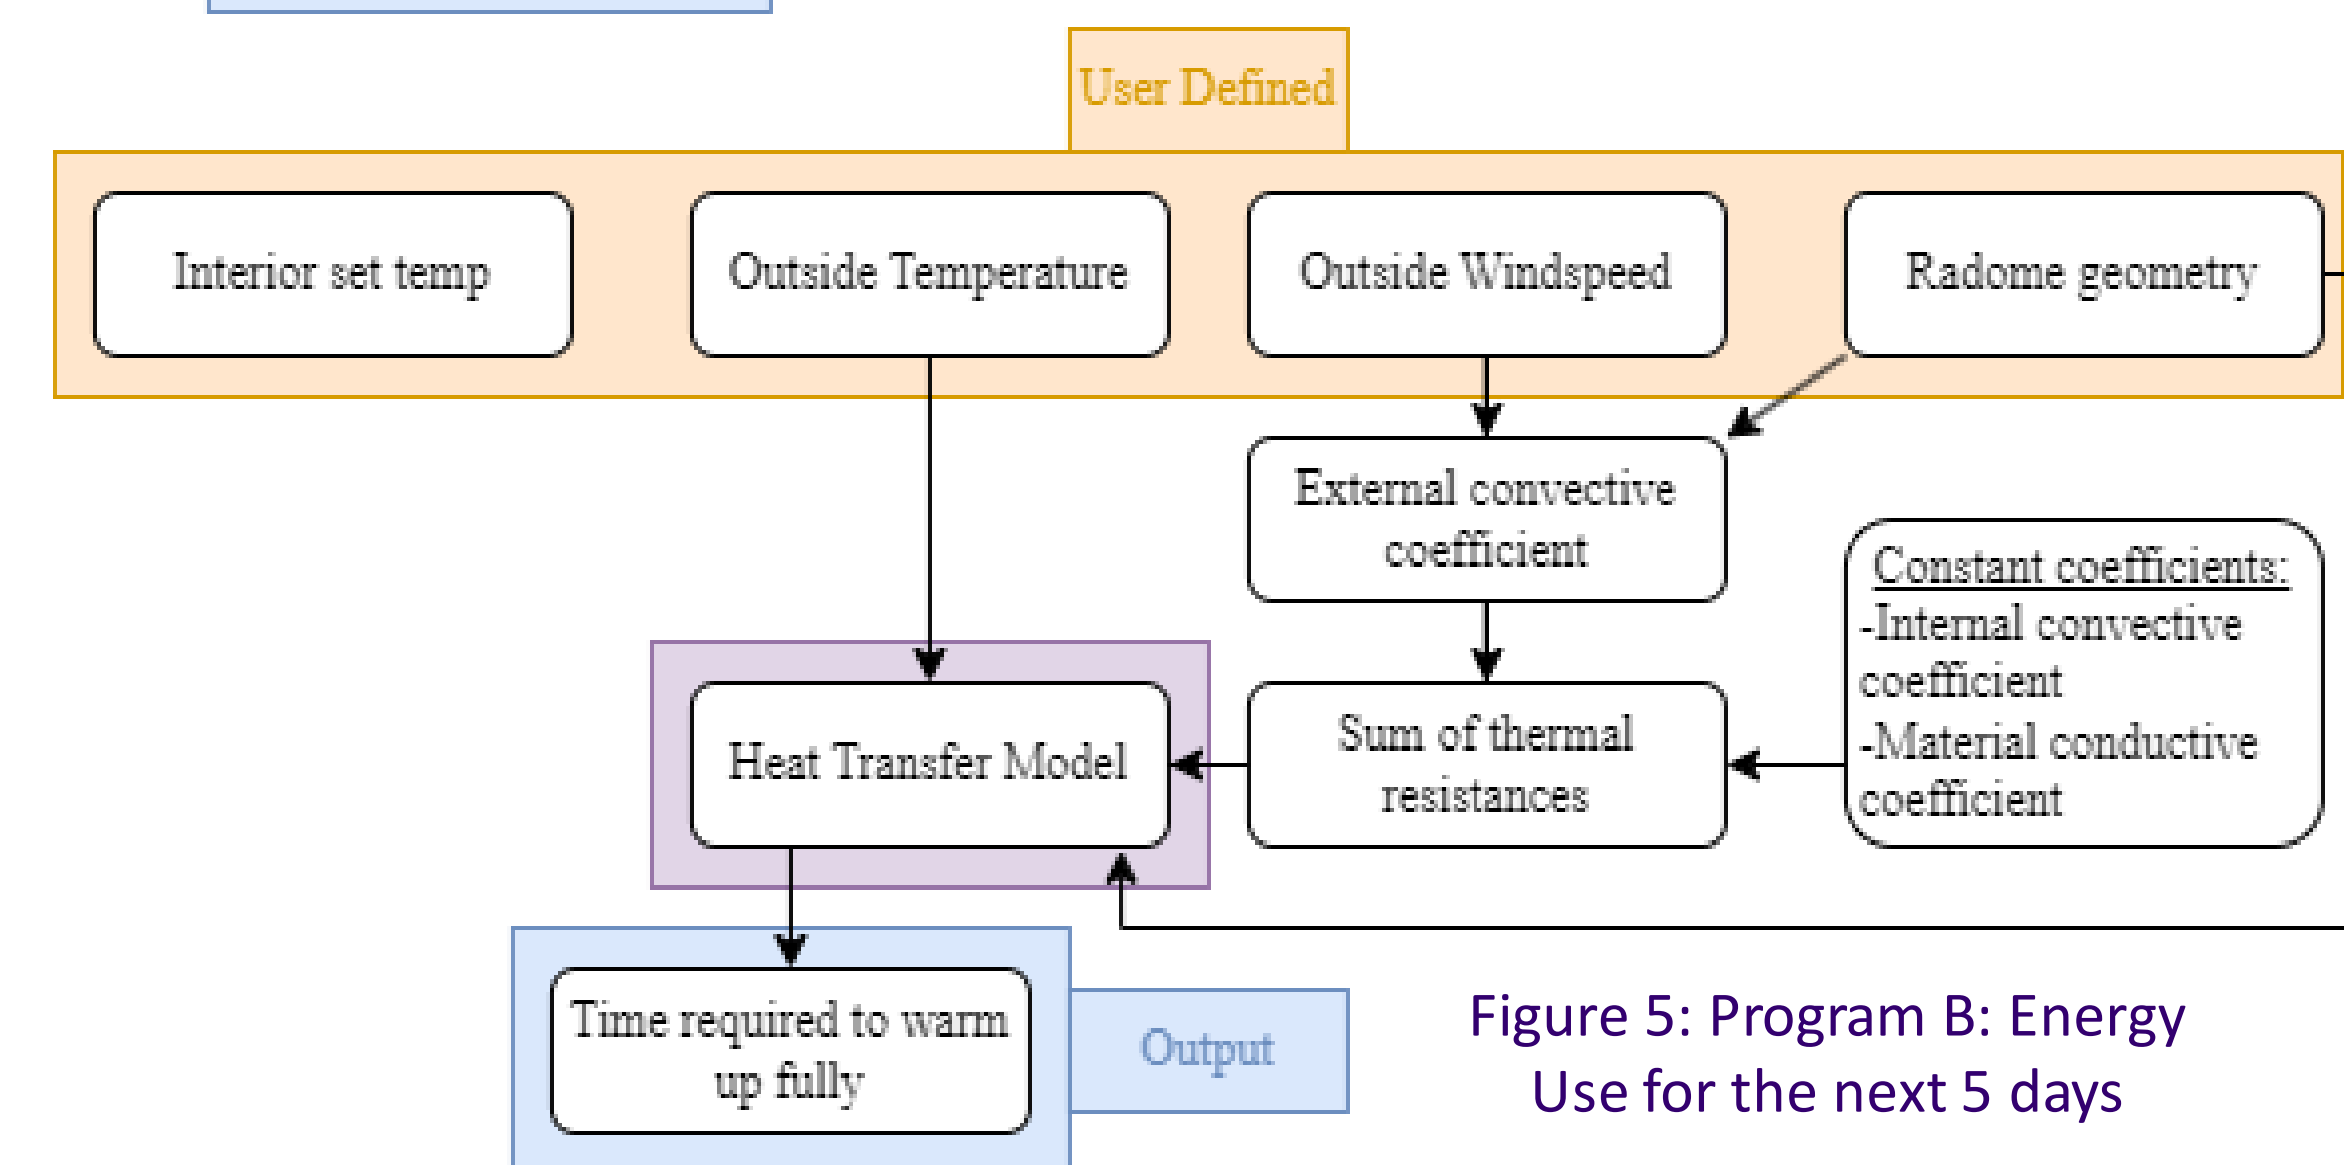 User Defined
Interior set temp
Outside Temperature
Outside Windspeed
Radome geometry
External convective
coefficient
Constant coefficients:
-Internal convective
coefficient
-Material conductive
coefficient
Heat Transfer Model
Sum of thermal
resistances
Time required to warm
up fully
Output
Figure 5: Program B: Energy
Use for the next 5 days